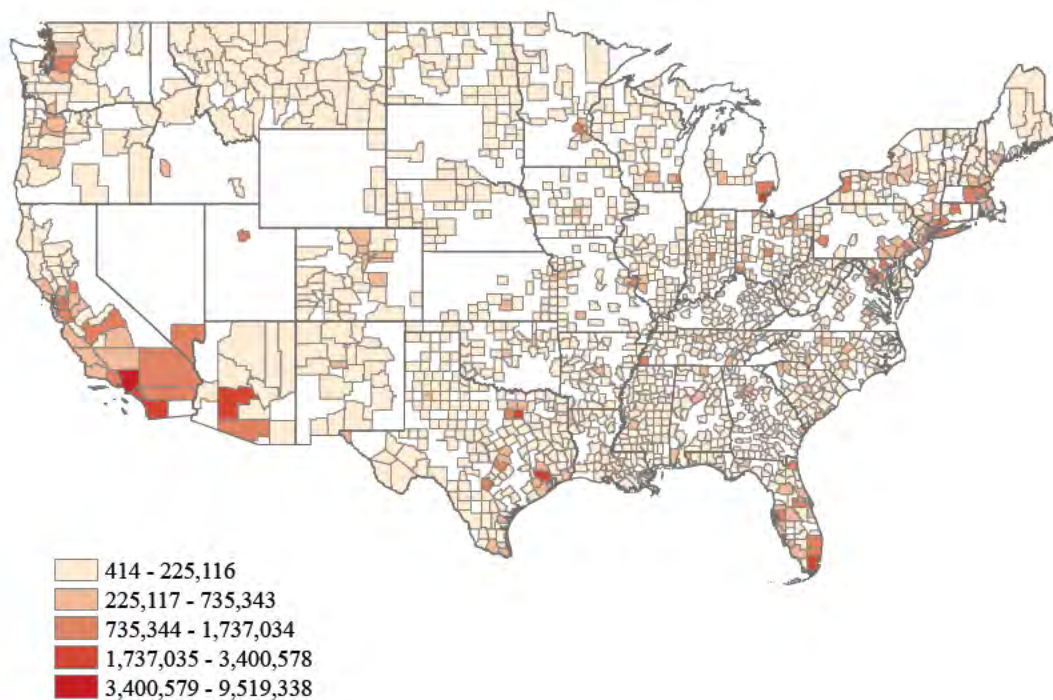 414 - 225,116
225,117 - 735,343
735,344 - 1,737,034
1,737,035 - 3,400,578
3,400,579 - 9,519,338